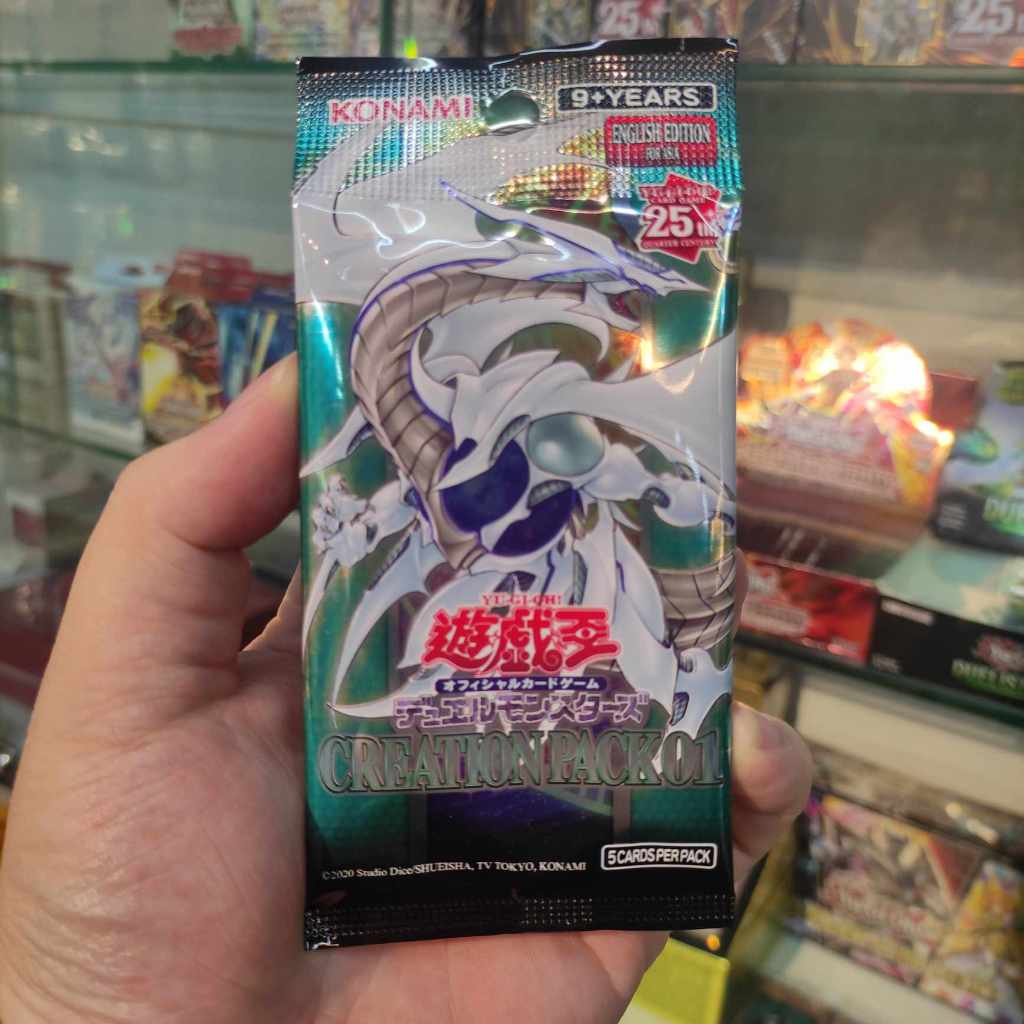 KONAMI
9+YEARS
ENGLISH EDITION
FOR ASIA
YU-GI-OH!
CARD GAME
25th
QUARTER CENTURY
YU-GI-OH!
遊戯王
オフィシャルカードゲーム
デュエルモンスターズ
CREATION PACK 01
5 CARDS PER PACK
©2020 Studio Dice/SHUEISHA, TV TOKYO, KONAMI
25
25